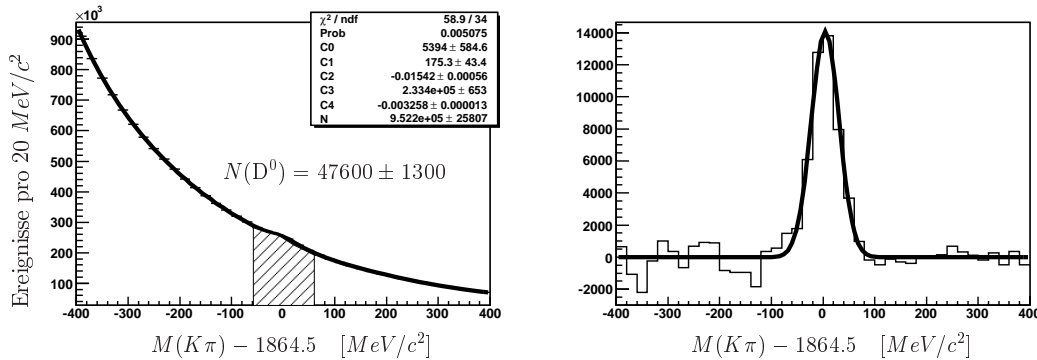 ×10³
χ² / ndf 58.9 / 34
Prob 0.005075
C0 5394 ± 584.6
C1 175.3 ± 43.4
C2 -0.01542 ± 0.00056
C3 2.334e+05 ± 653
C4 -0.003258 ± 0.000013
N 9.522e+05 ± 25807
N(D⁰) = 47600 ± 1300
Ereignisse pro 20 MeV/c²
900
800
700
600
500
400
300
200
100
-400 -300 -200 -100 0 100 200 300 400
M(Kπ) − 1864.5 [MeV/c²]
14000
12000
10000
8000
6000
4000
2000
0
-2000
-400 -300 -200 -100 0 100 200 300 400
M(Kπ) − 1864.5 [MeV/c²]